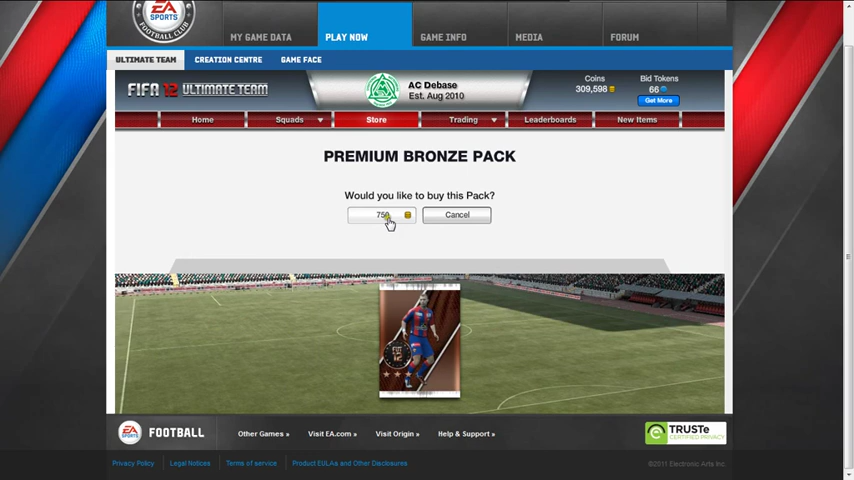 EA
SPORTS
FOOTBALL CLUB
MY GAME DATA
PLAY NOW
GAME INFO
MEDIA
FORUM
ULTIMATE TEAM
CREATION CENTRE
GAME FACE
FIFA 12 ULTIMATE TEAM
AC Debase
Est. Aug 2010
Coins
309,598
Bid Tokens
66
Get More
Home
Squads
Store
Trading
Leaderboards
New Items
PREMIUM BRONZE PACK
Would you like to buy this Pack?
750
Cancel
FUT
12
EA
SPORTS
FOOTBALL
Other Games »
Visit EA.com »
Visit Origin »
Help & Support »
TRUSTe
CERTIFIED PRIVACY
Privacy Policy
Legal Notices
Terms of service
Product EULAs and Other Disclosures
©2011 Electronic Arts Inc.